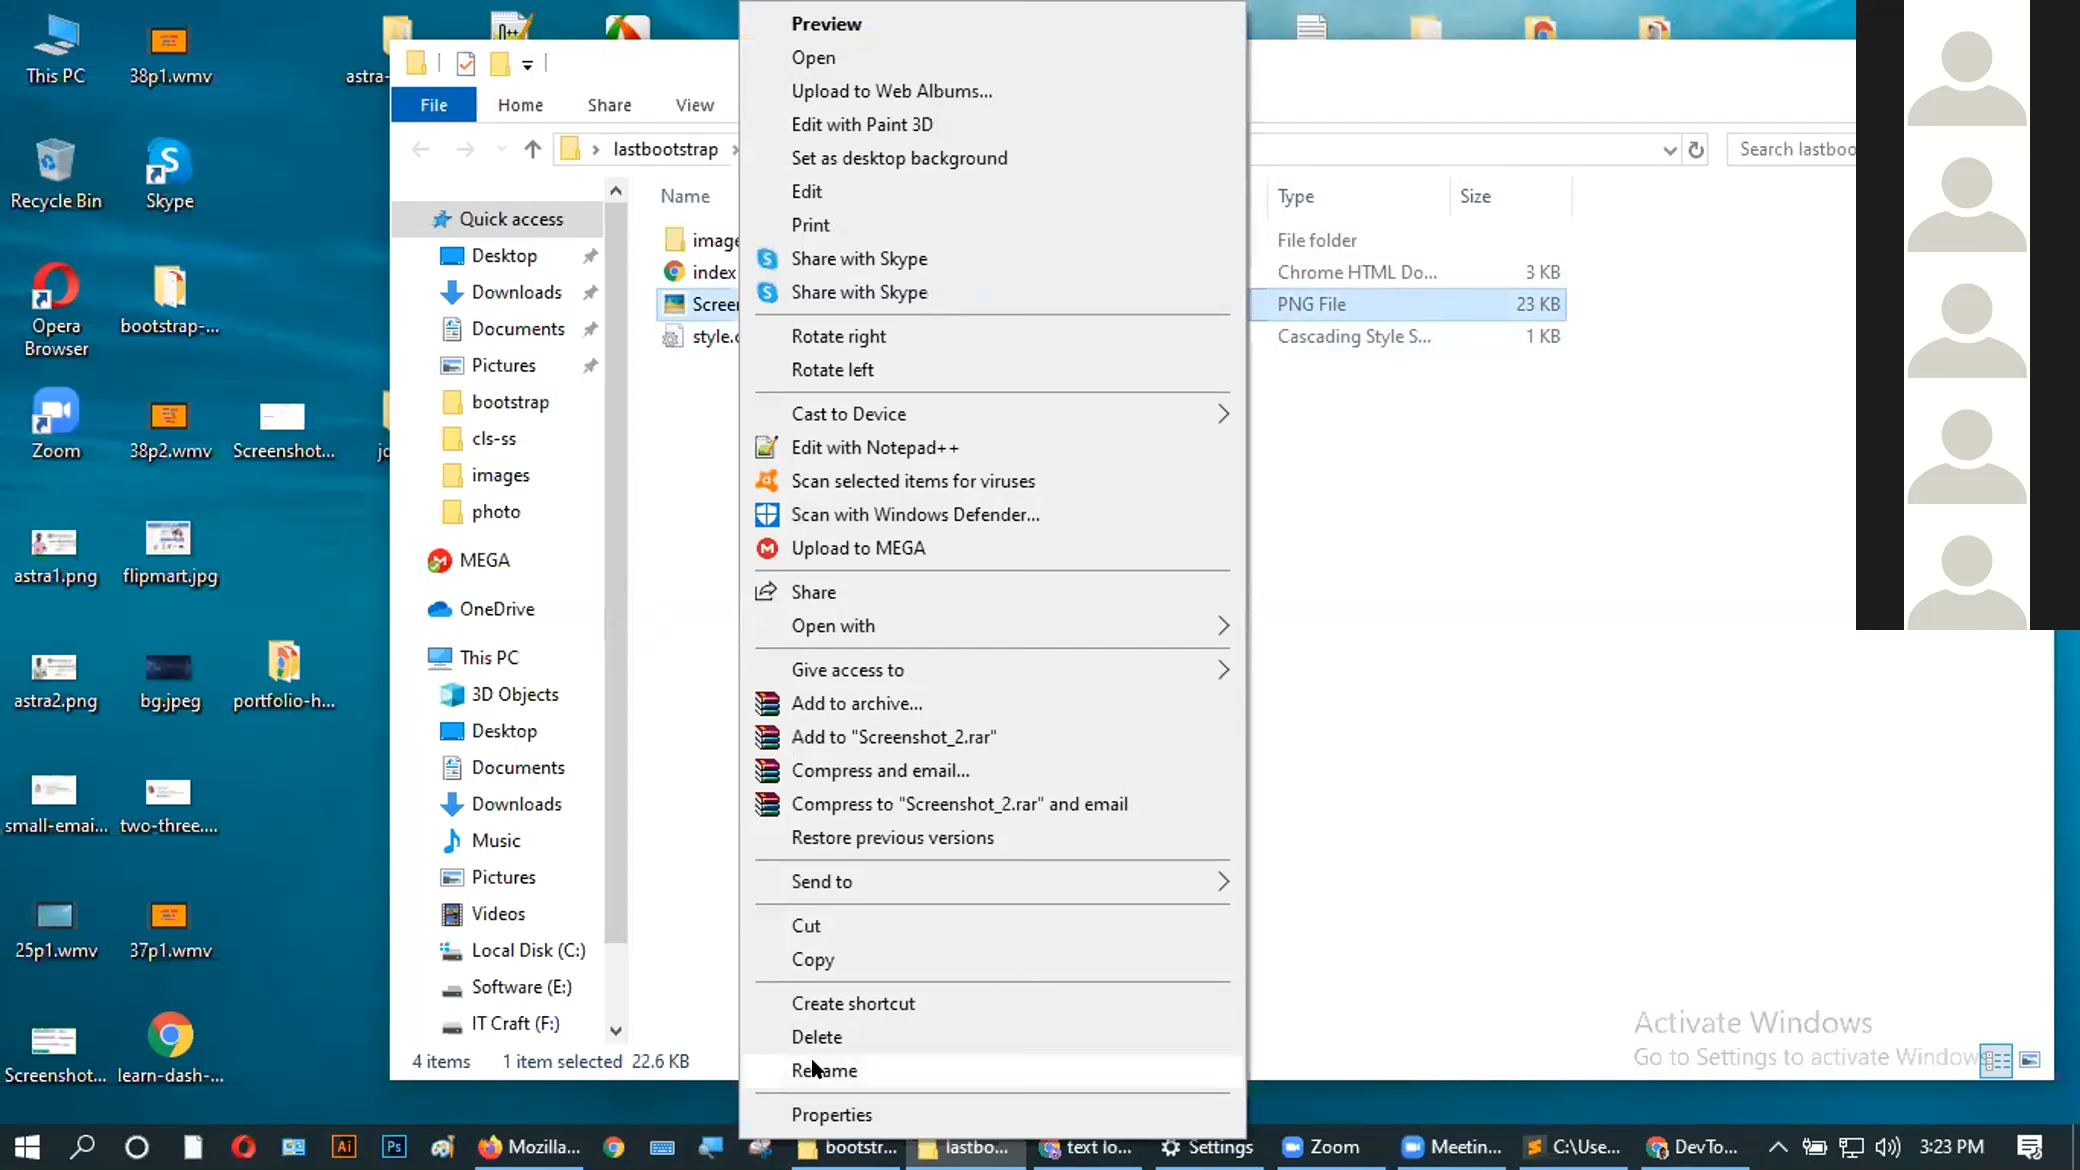 This PC
38p1.wmv
astra-
Recycle Bin
Skype
Opera
Browser
bootstrap-...
Zoom
38p2.wmv
Screenshot...
astra1.png
flipmart.jpg
astra2.png
bg.jpeg
portfolio-h...
small-emai...
two-three....
25p1.wmv
37p1.wmv
Screenshot...
learn-dash-...
File
Home
Share
View
lastbootstrap
Search lastboo
Quick access
Desktop
Downloads
Documents
Pictures
bootstrap
cls-ss
images
photo
MEGA
OneDrive
This PC
3D Objects
Desktop
Documents
Downloads
Music
Pictures
Videos
Local Disk (C:)
Software (E:)
IT Craft (F:)
Name
Type
Size
image
File folder
index
Chrome HTML Do...
3 KB
Screen
PNG File
23 KB
style.c
Cascading Style S...
1 KB
4 items
1 item selected 22.6 KB
Preview
Open
Upload to Web Albums...
Edit with Paint 3D
Set as desktop background
Edit
Print
Share with Skype
Share with Skype
Rotate right
Rotate left
Cast to Device
Edit with Notepad++
Scan selected items for viruses
Scan with Windows Defender...
Upload to MEGA
Share
Open with
Give access to
Add to archive...
Add to "Screenshot_2.rar"
Compress and email...
Compress to "Screenshot_2.rar" and email
Restore previous versions
Send to
Cut
Copy
Create shortcut
Delete
Rename
Properties
Activate Windows
Go to Settings to activate Windows
Ai
Ps
Mozilla...
bootstr...
lastbo...
text lo...
Settings
Zoom
Meetin...
C:\Use...
DevTo...
3:23 PM